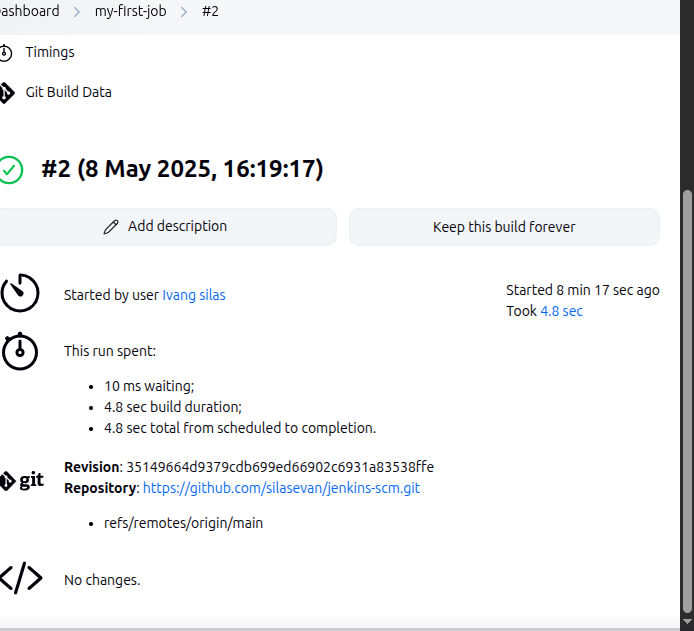 ashboard > my-first-job > #2
Timings
Git Build Data
#2 (8 May 2025, 16:19:17)
Add description
Keep this build forever
Started by user Ivang silas
Started 8 min 17 sec ago
Took 4.8 sec
This run spent:
• 10 ms waiting;
• 4.8 sec build duration;
• 4.8 sec total from scheduled to completion.
git
Revision: 35149664d9379cdb699ed66902c6931a83538ffe
Repository: https://github.com/silasevan/jenkins-scm.git
• refs/remotes/origin/main
No changes.